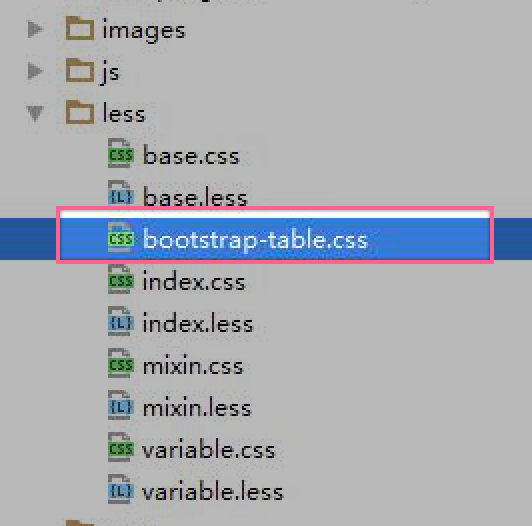 images
js
less
CSS base.css
{L} base.less
CSS bootstrap-table.css
CSS index.css
{L} index.less
CSS mixin.css
{L} mixin.less
CSS variable.css
{L} variable.less